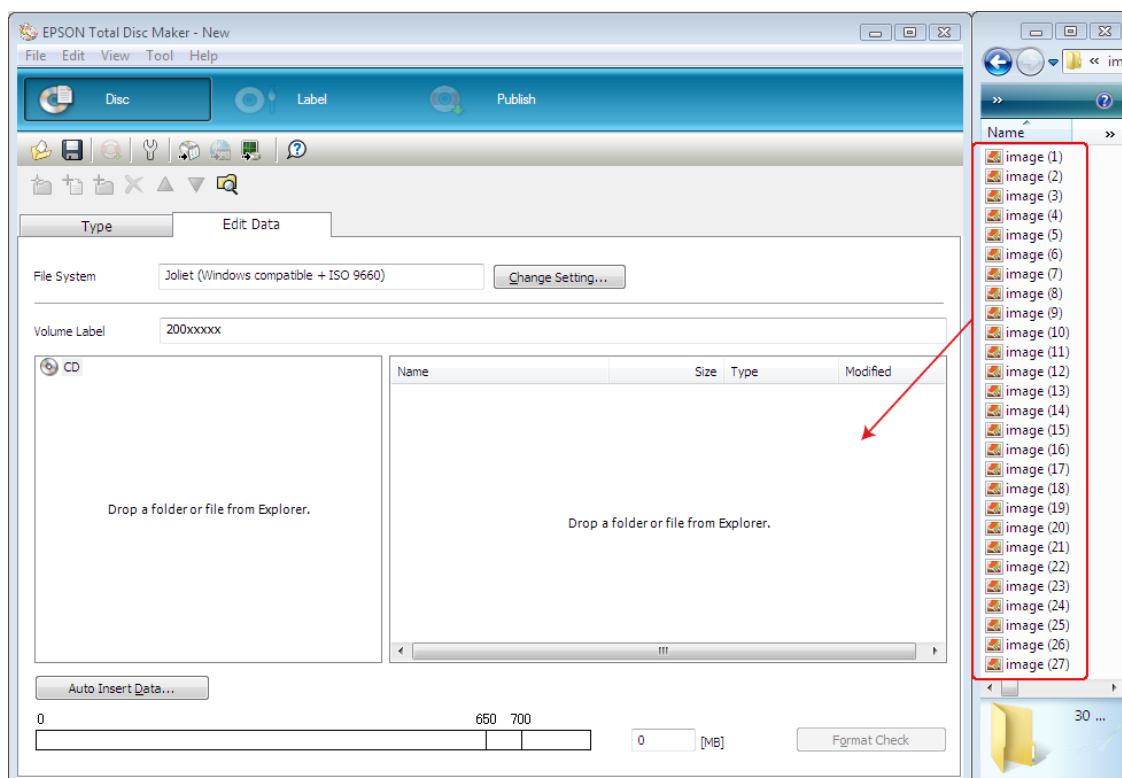 EPSON Total Disc Maker - New
File Edit View Tool Help
Disc Label Publish
Type Edit Data
File System Joliet (Windows compatible + ISO 9660) Change Setting...
Volume Label 200xxxxx
CD
Name Size Type Modified
Drop a folder or file from Explorer.
Drop a folder or file from Explorer.
Auto Insert Data...
0 650 700
0 [MB] Format Check
« im
»
Name »
image (1)
image (2)
image (3)
image (4)
image (5)
image (6)
image (7)
image (8)
image (9)
image (10)
image (11)
image (12)
image (13)
image (14)
image (15)
image (16)
image (17)
image (18)
image (19)
image (20)
image (21)
image (22)
image (23)
image (24)
image (25)
image (26)
image (27)
30 ...